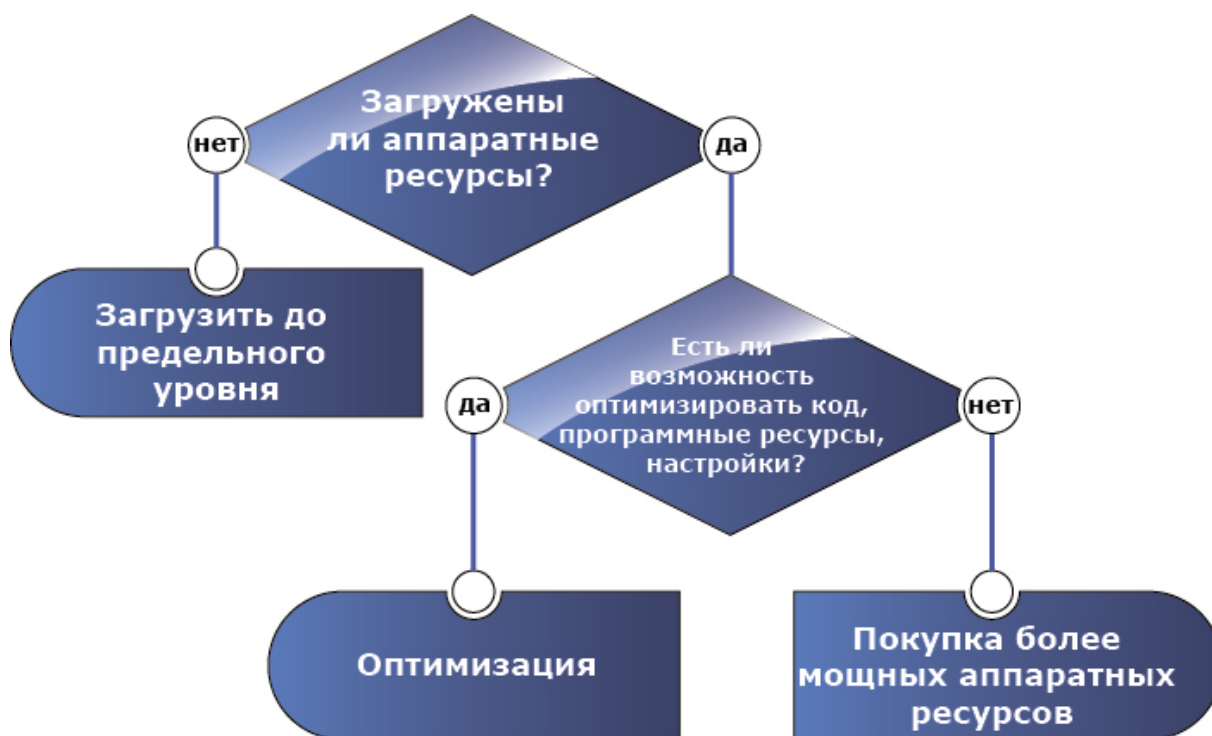 Загружены
ли аппаратные
ресурсы?
нет
да
Загрузить до
предельного
уровня
Есть ли
возможность
оптимизировать код,
программные ресурсы,
настройки?
да
нет
Оптимизация
Покупка более
мощных аппаратных
ресурсов